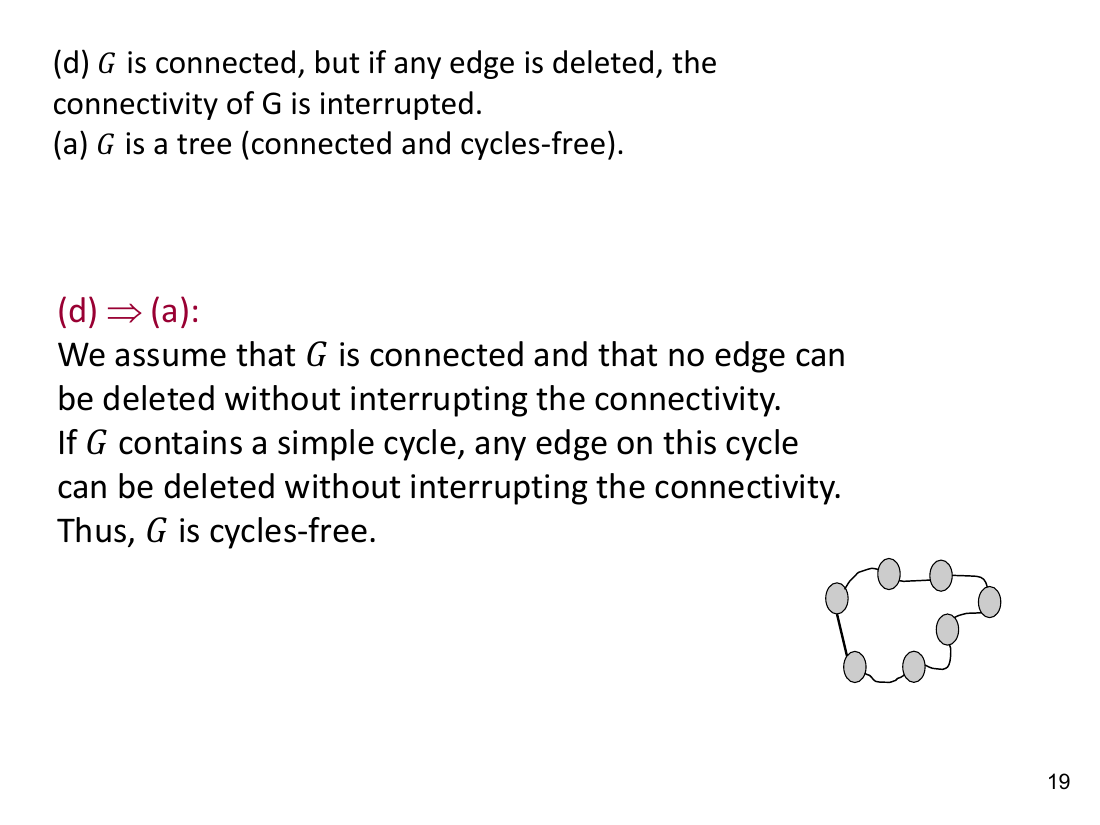 (d) 𝐺 is connected, but if any edge is deleted, the
connectivity of G is interrupted.
(a) 𝐺 is a tree (connected and cycles-free).
(d) ⇒ (a):
We assume that 𝐺 is connected and that no edge can
be deleted without interrupting the connectivity.
If 𝐺 contains a simple cycle, any edge on this cycle
can be deleted without interrupting the connectivity.
Thus, 𝐺 is cycles-free.
19